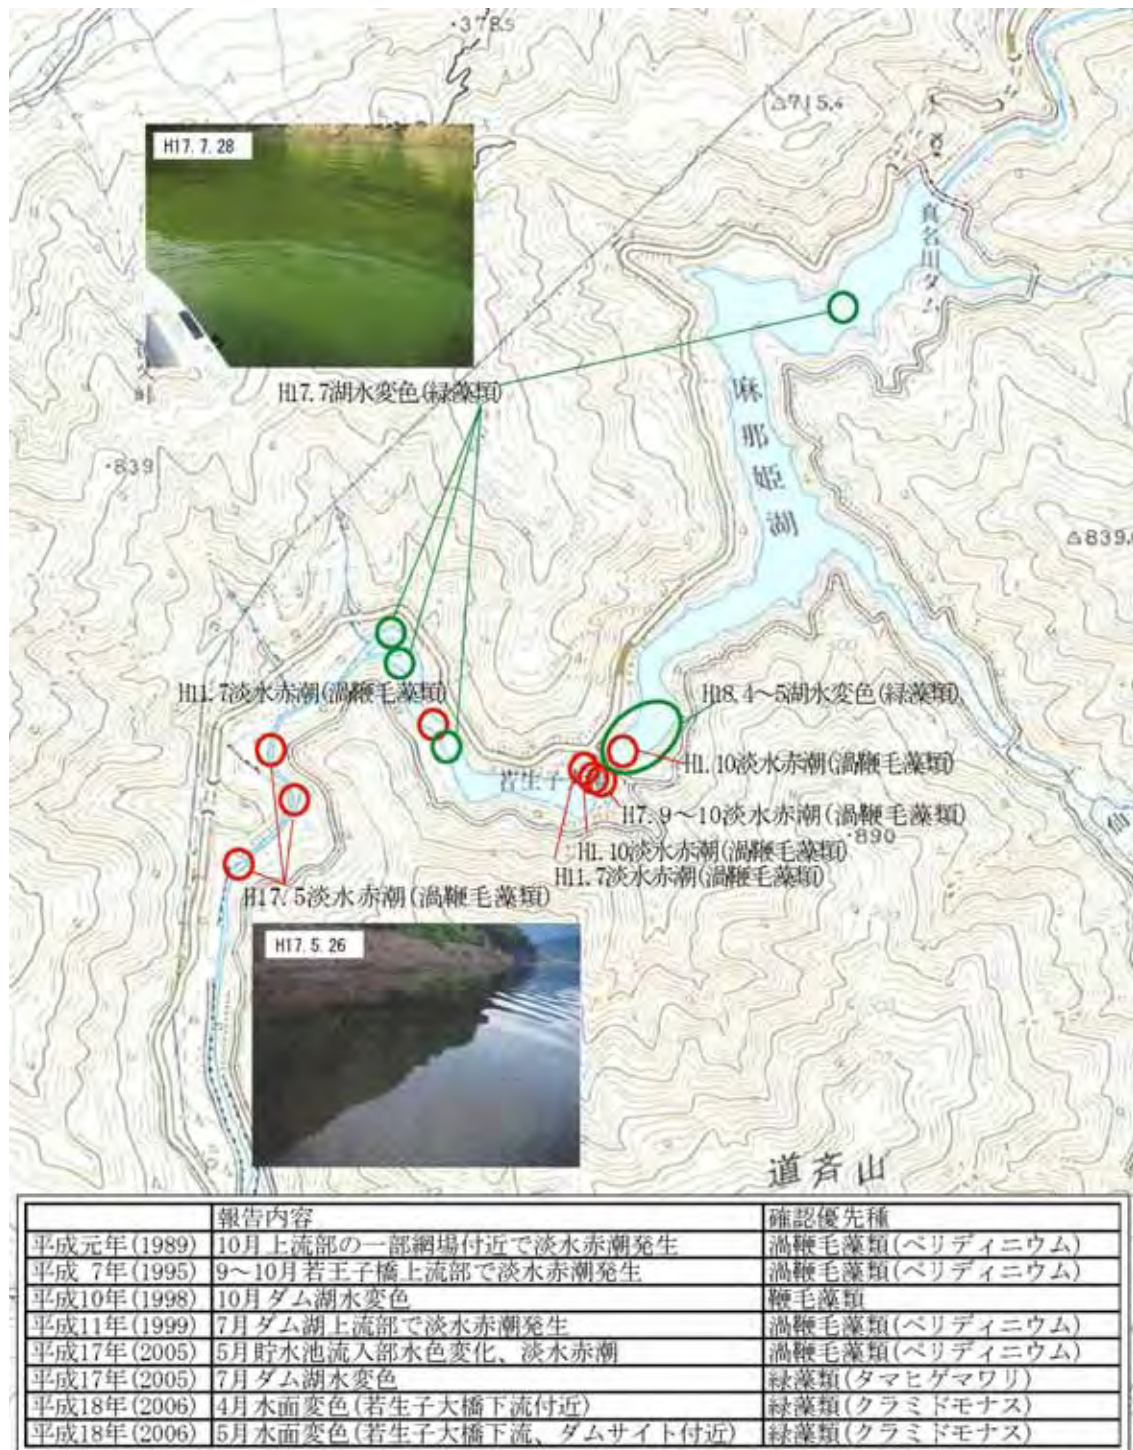 ・378.5
△715.4
H17.7.28
真名川ダム
H17.7湖水変色(緑藻類)
麻那姫湖
・839
△839.
H11.7淡水赤潮(渦鞭毛藻類)
H18.4～5湖水変色(緑藻類)
H1.10淡水赤潮(渦鞭毛藻類)
若生子
H7.9～10淡水赤潮(渦鞭毛藻類)
・890
仙
H1.10淡水赤潮(渦鞭毛藻類)
H11.7淡水赤潮(渦鞭毛藻類)
H17.5淡水赤潮(渦鞭毛藻類)
H17.5.26
道斉山
報告内容 確認優先種
平成元年(1989) 10月上流部の一部網場付近で淡水赤潮発生 渦鞭毛藻類(ペリディニウム)
平成 7年(1995) 9～10月若王子橋上流部で淡水赤潮発生 渦鞭毛藻類(ペリディニウム)
平成10年(1998) 10月ダム湖水変色 鞭毛藻類
平成11年(1999) 7月ダム湖上流部で淡水赤潮発生 渦鞭毛藻類(ペリディニウム)
平成17年(2005) 5月貯水池流入部水色変化、淡水赤潮 渦鞭毛藻類(ペリディニウム)
平成17年(2005) 7月ダム湖水変色 緑藻類(タマヒゲマワリ)
平成18年(2006) 4月水面変色(若生子大橋下流付近) 緑藻類(クラミドモナス)
平成18年(2006) 5月水面変色(若生子大橋下流、ダムサイト付近) 緑藻類(クラミドモナス)